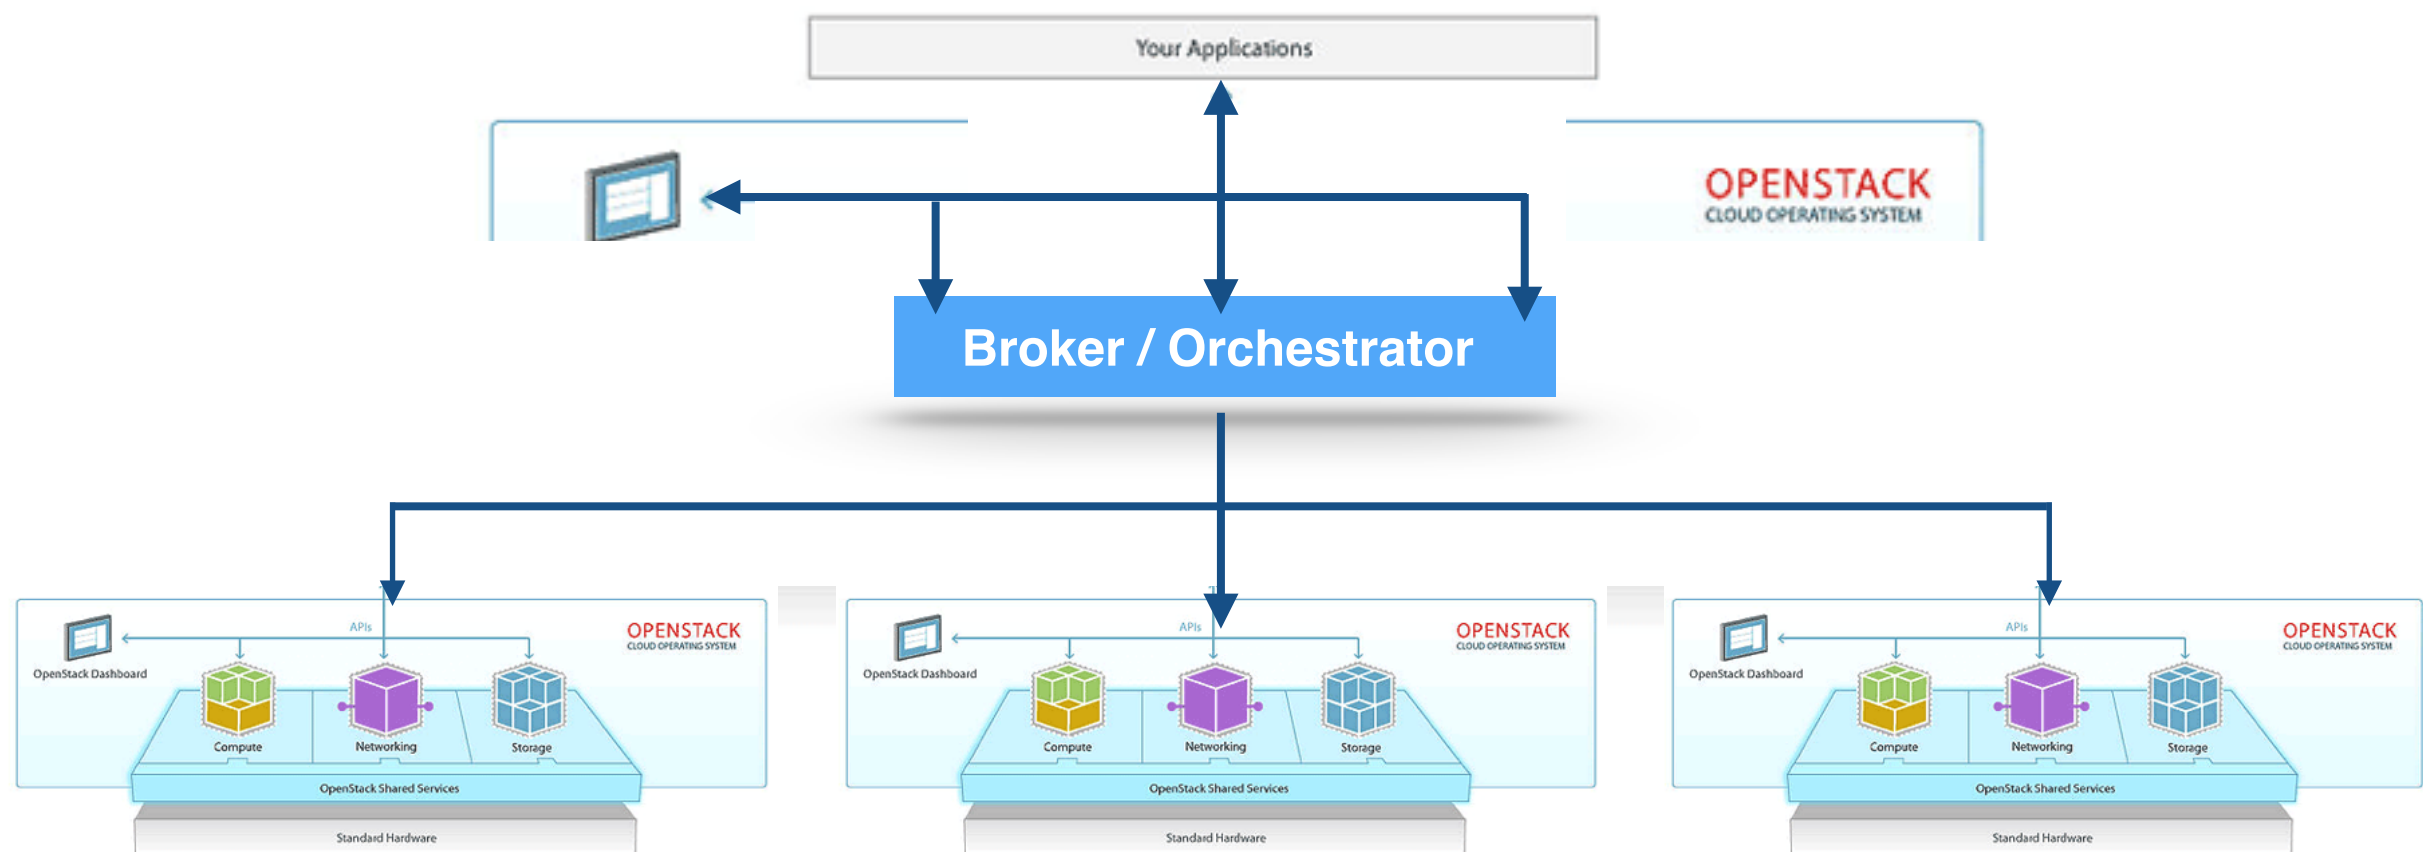 Your Applications
OPENSTACK
CLOUD OPERATING SYSTEM
Broker / Orchestrator
APIs
OPENSTACK
CLOUD OPERATING SYSTEM
OpenStack Dashboard
Compute
Networking
Storage
OpenStack Shared Services
Standard Hardware
APIs
OPENSTACK
CLOUD OPERATING SYSTEM
OpenStack Dashboard
Compute
Networking
Storage
OpenStack Shared Services
Standard Hardware
APIs
OPENSTACK
CLOUD OPERATING SYSTEM
OpenStack Dashboard
Compute
Networking
Storage
OpenStack Shared Services
Standard Hardware